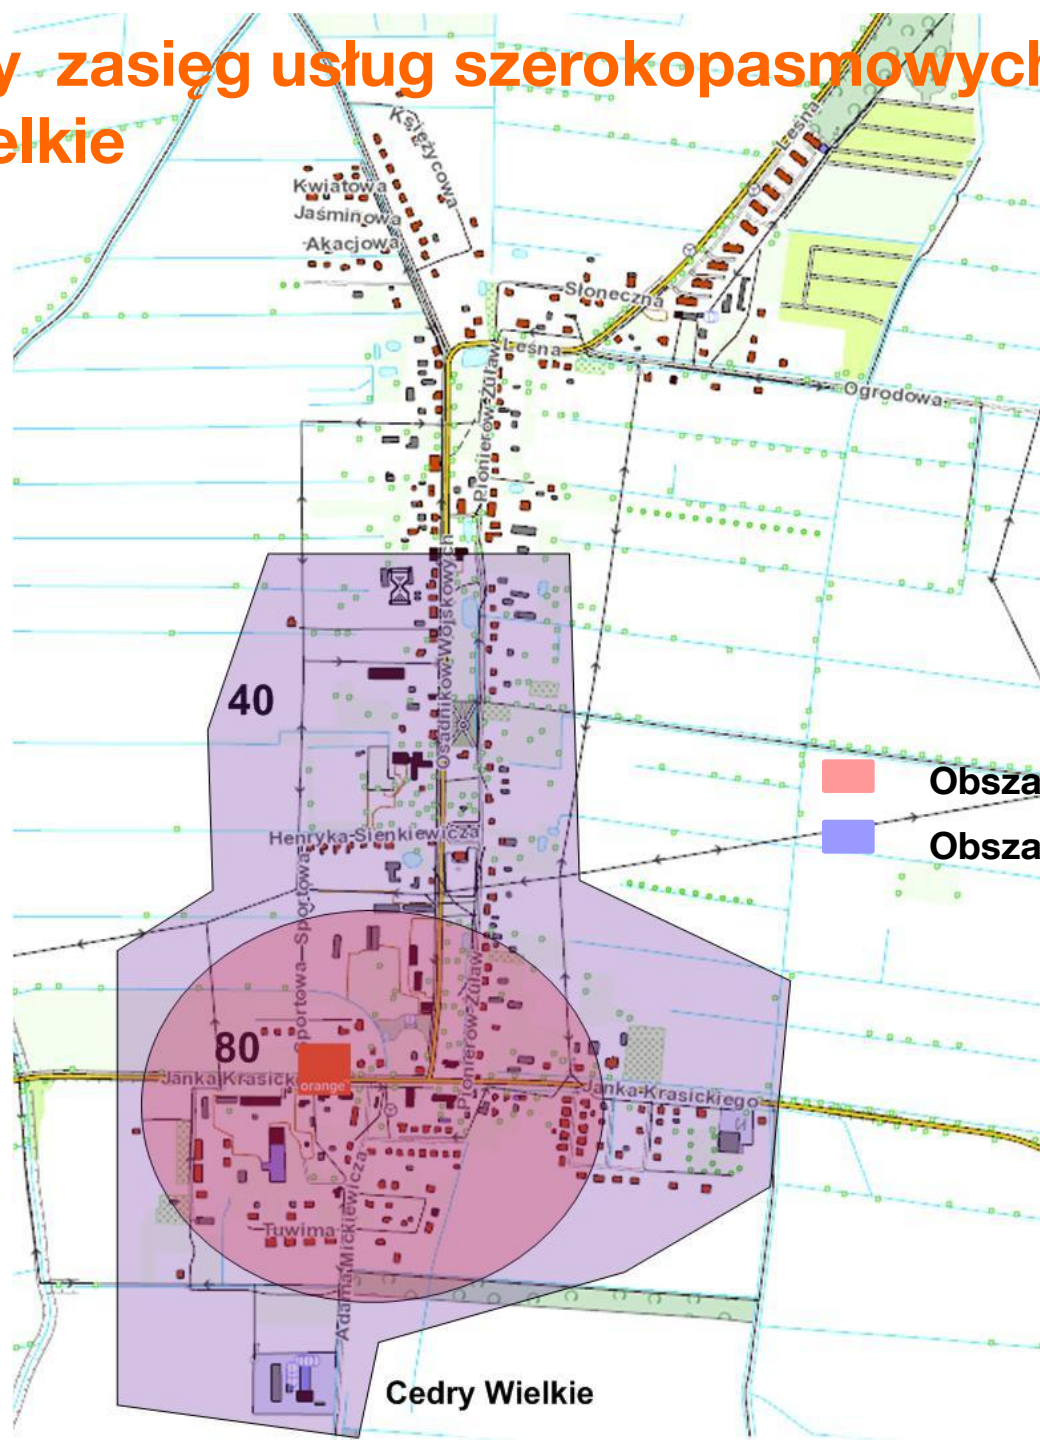 y zasięg usług szerokopasmowych
elkie
Księżycowa
Kwiatowa
Jaśminowa
Akacjowa
Leśna
Słoneczna
Leśna
Ogrodowa
Pionierów Żuław
Osadników Wojskowych
40
Obsza
Obsza
Henryka Sienkiewicza
Sportowa
Sportowa
Pionierów Żuław
80
Janka Krasick
orange
Janka Krasickiego
Adama Mickiewicza
Tuwima
Cedry Wielkie